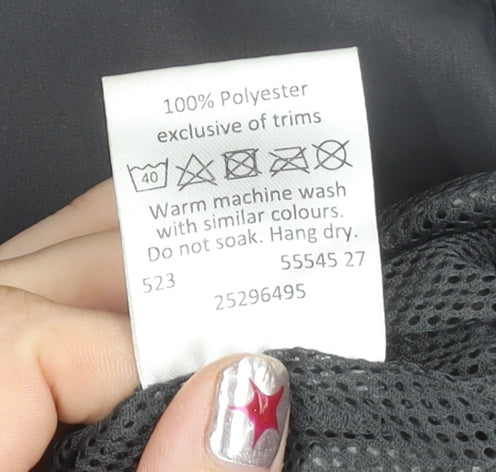 100% Polyester
exclusive of trims
40
Warm machine wash
with similar colours.
Do not soak. Hang dry.
523 55545 27
25296495